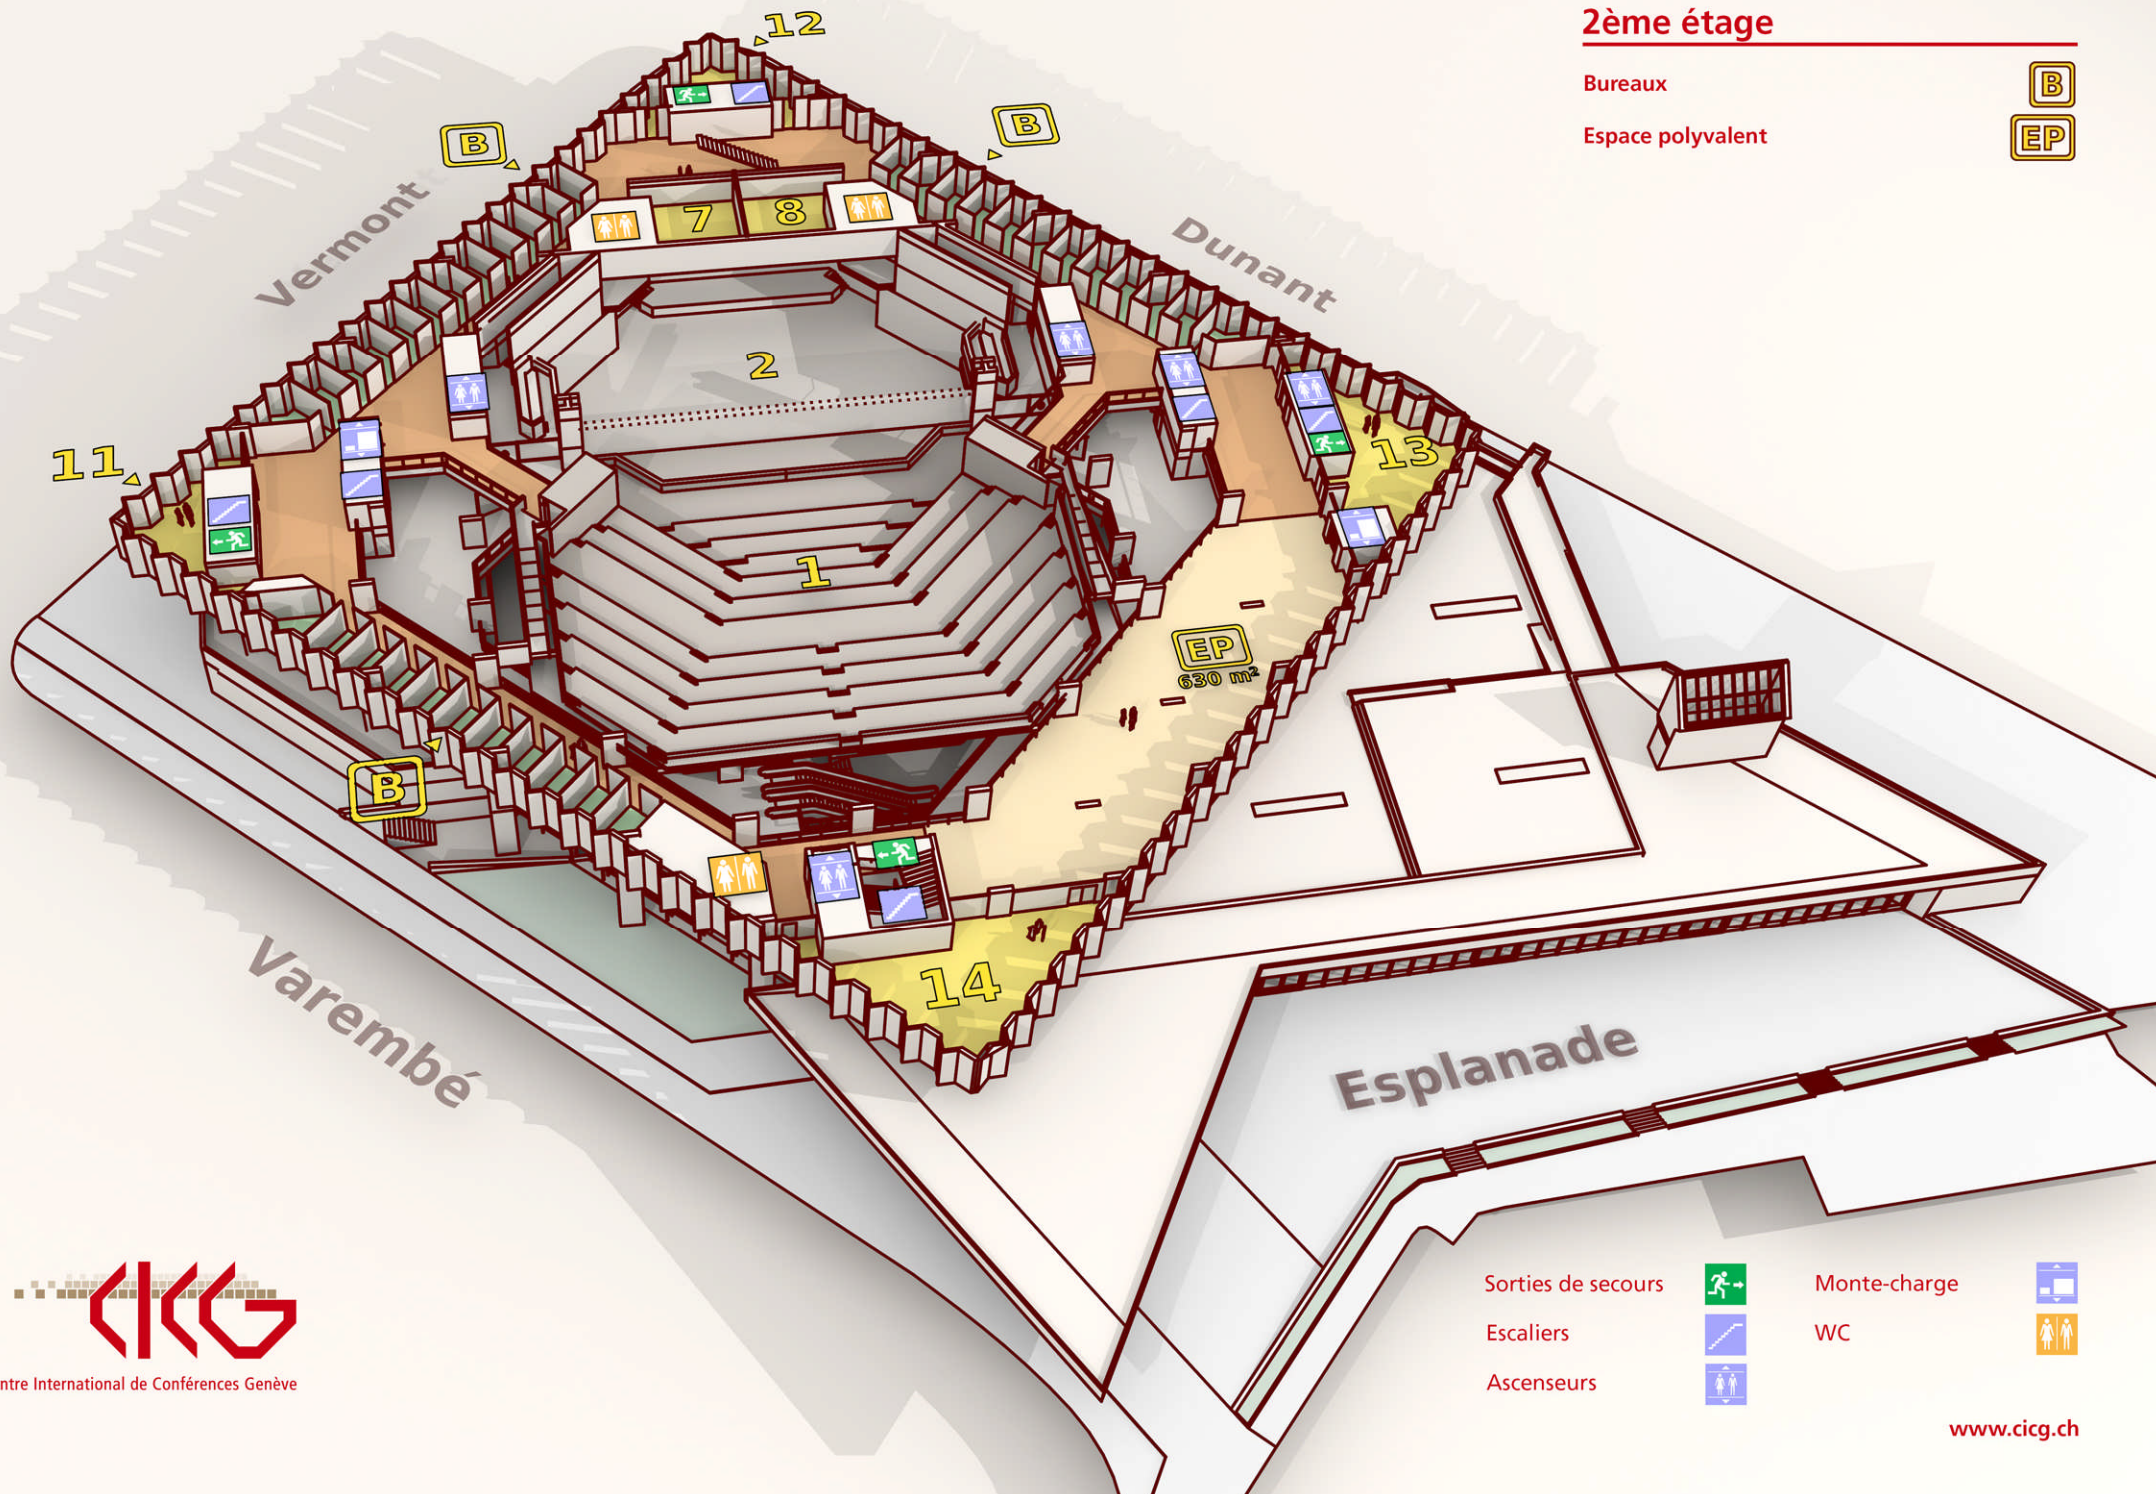 2ème étage
Bureaux
B
Espace polyvalent
EP
12
B
B
Vermont
Dunant
7
8
2
11
13
1
EP
630 m²
B
14
Varembé
Esplanade
CICG
ntre International de Conférences Genève
Sorties de secours
Monte-charge
Escaliers
WC
Ascenseurs
www.cicg.ch